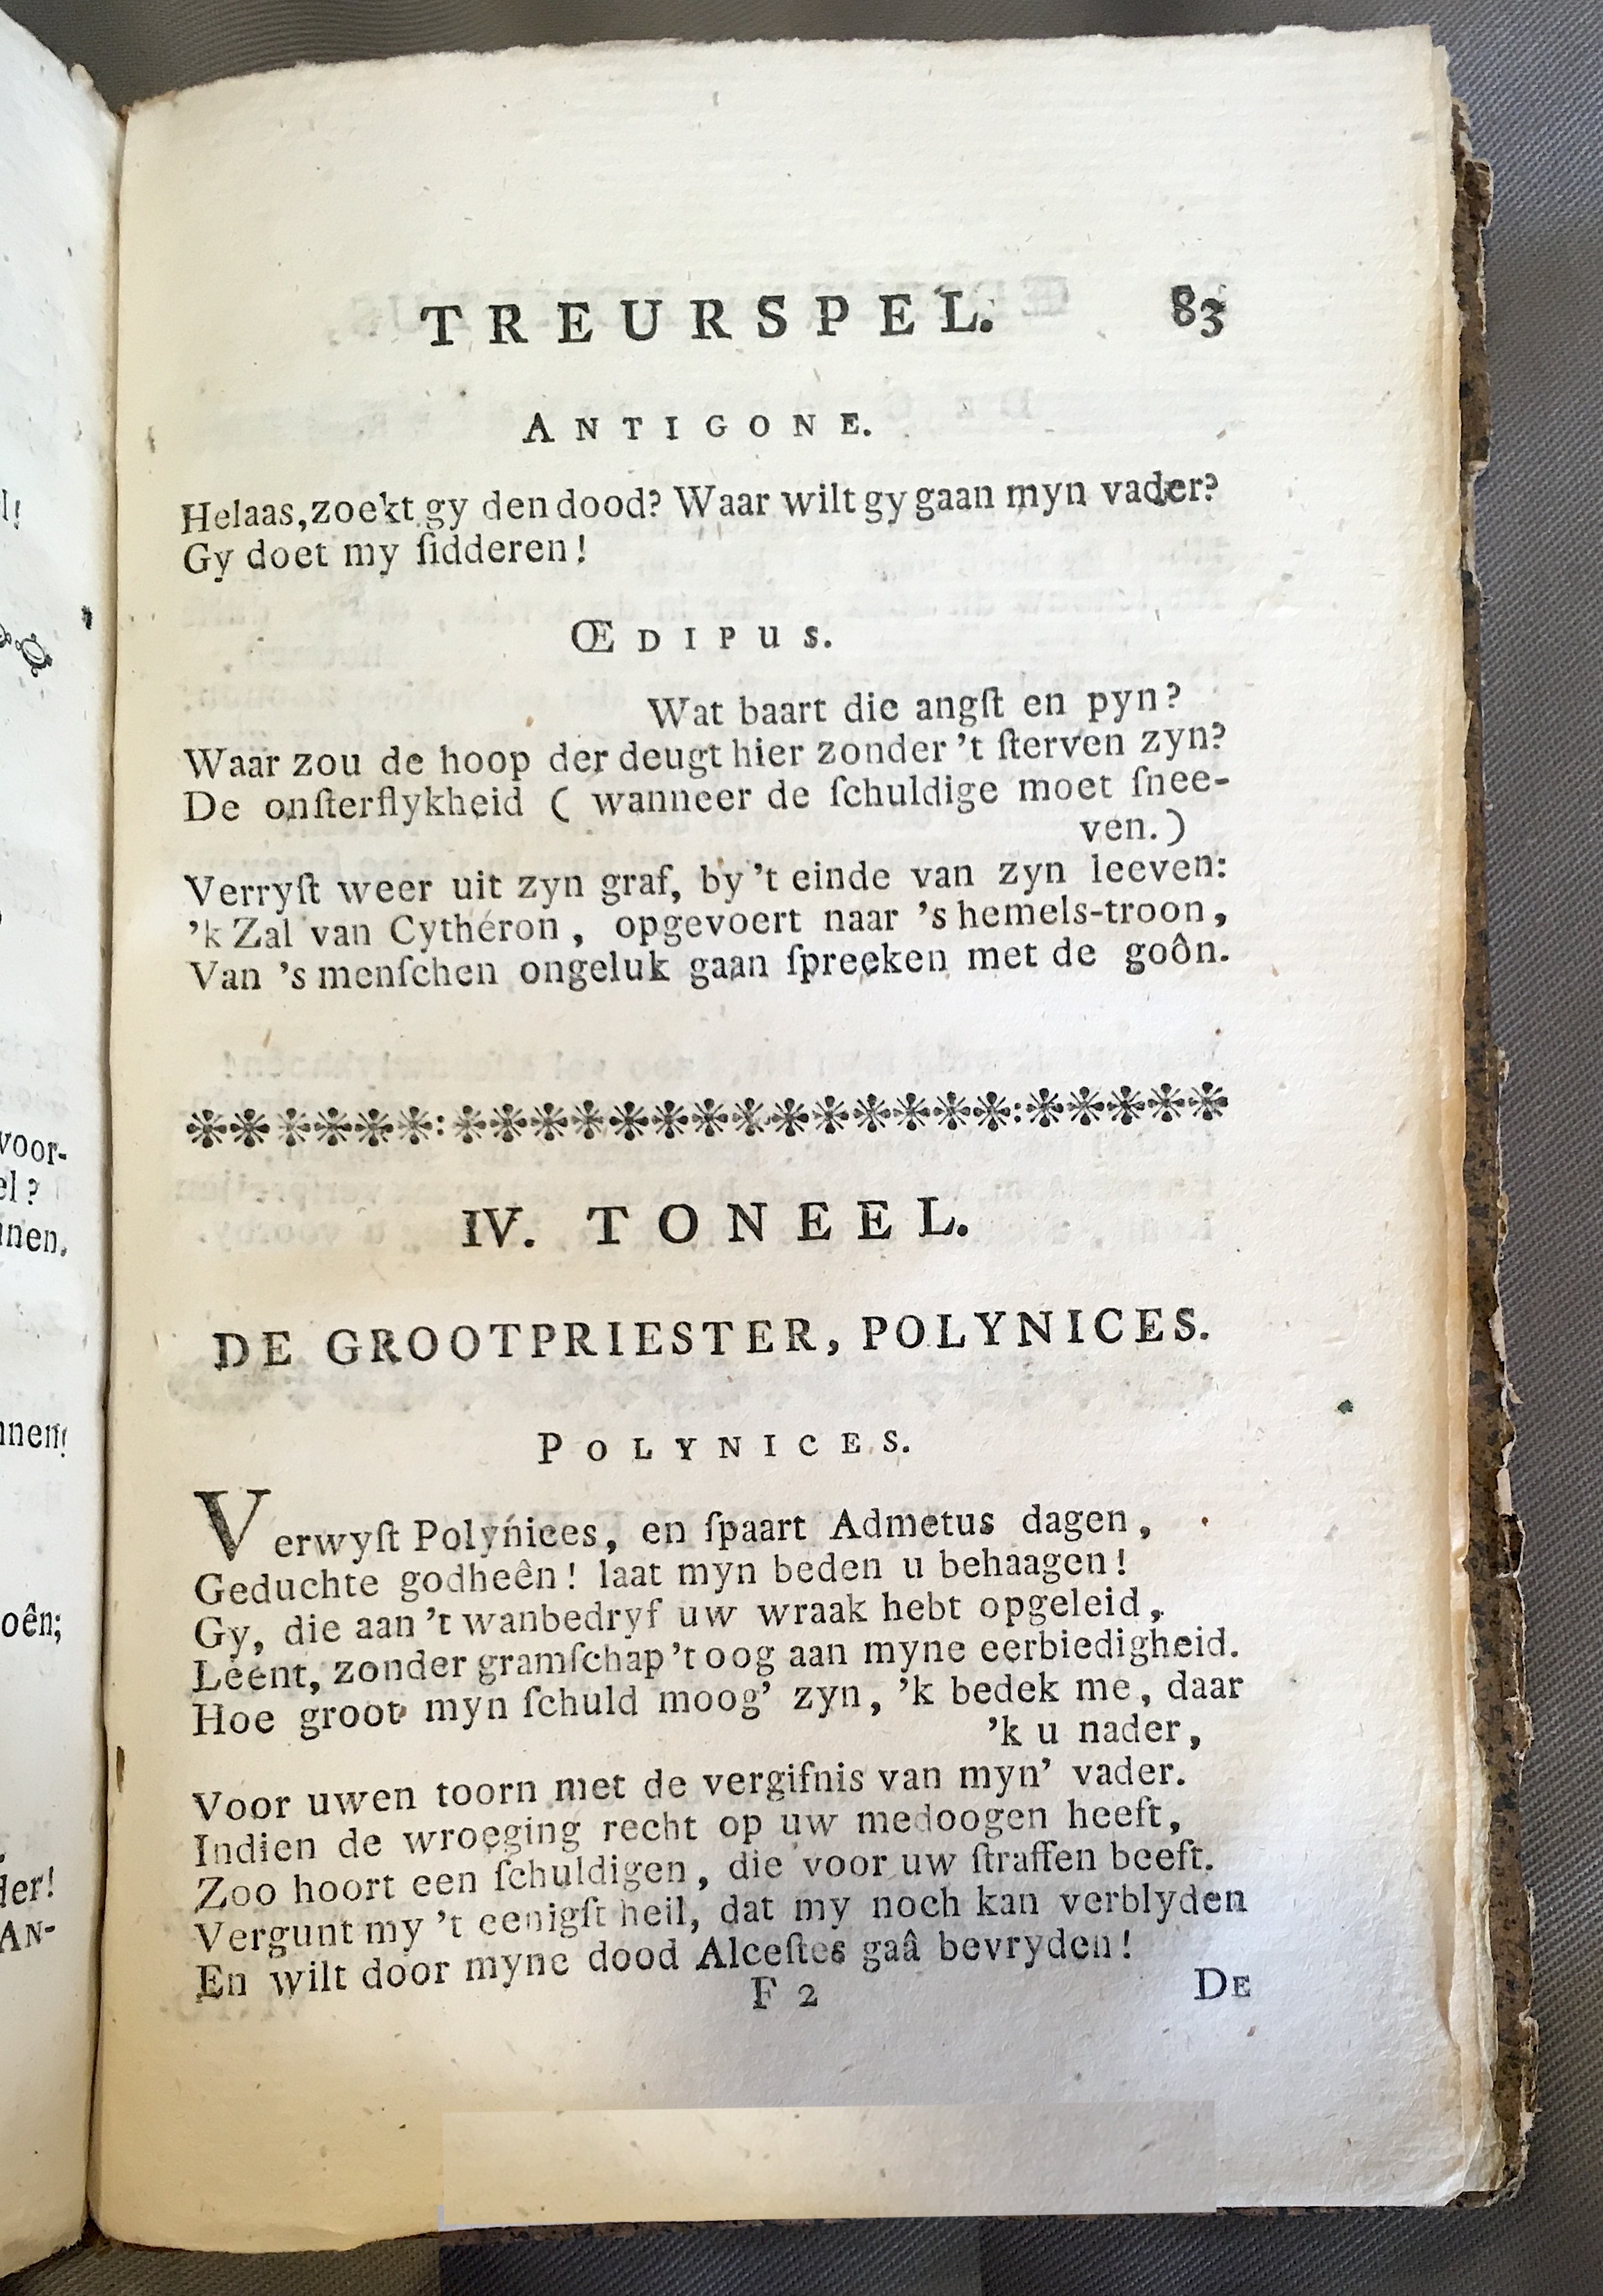 TREURSPEL. 83
ANTIGONE.
Helaas, zoekt gy den dood? Waar wilt gy gaan myn vader?
Gy doet my ſidderen!
ŒDIPUS.
Wat baart die angſt en pyn?
Waar zou de hoop der deugt hier zonder 't ſterven zyn?
De onſterflykheid ( wanneer de ſchuldige moet ſnee-
ven.)
Verryſt weer uit zyn graf, by 't einde van zyn leeven:
'k Zal van Cythéron, opgevoert naar 's hemels-troon,
Van 's menſchen ongeluk gaan ſpreeken met de goôn.
IV. TONEEL.
DE GROOTPRIESTER, POLYNICES.
POLYNICES.
Verwyſt Polynices, en ſpaart Admetus dagen,
Geduchte godheên! laat myn beden u behaagen!
Gy, die aan 't wanbedryf uw wraak hebt opgeleid,
Leent, zonder gramſchap 't oog aan myne eerbiedigheid.
Hoe groot myn ſchuld moog' zyn, 'k bedek me, daar
'k u nader,
Voor uwen toorn met de vergifnis van myn' vader.
Indien de wroeging recht op uw medoogen heeft,
Zoo hoort een ſchuldigen, die voor uw ſtraffen beeft.
Vergunt my 't eenigſt heil, dat my noch kan verblyden
En wilt door myne dood Alceſtes gaâ bevryden!
F 2 DE
l!
voor-
el?
nnen.
nnen!
oên;
der!
AN-